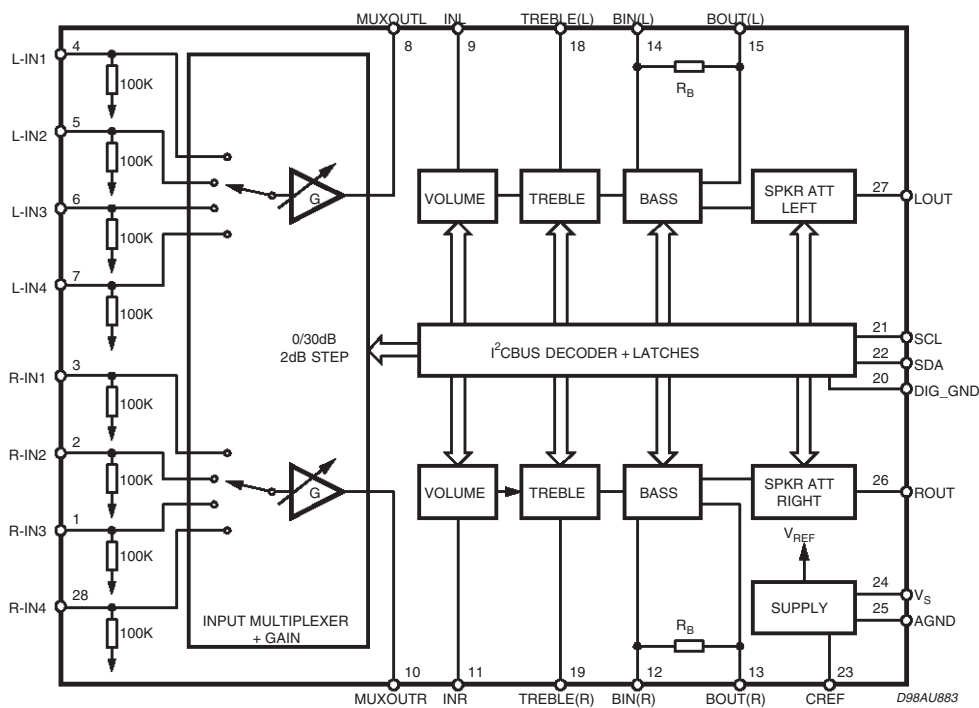 MUXOUTL INL TREBLE(L) BIN(L) BOUT(L)
8 9 18 14 15
L-IN1 4
100K
RB
L-IN2 5
100K
L-IN3 6
100K
G
VOLUME TREBLE BASS SPKR ATT LEFT 27 LOUT
L-IN4 7
100K
0/30dB
2dB STEP
I2CBUS DECODER + LATCHES
21 SCL
22 SDA
20 DIG_GND
R-IN1 3
100K
R-IN2 2
100K
G
VOLUME TREBLE BASS SPKR ATT RIGHT 26 ROUT
R-IN3 1
100K
VREF
R-IN4 28
100K
INPUT MULTIPLEXER
+ GAIN
RB
SUPPLY
24 VS
25 AGND
10 11 19 12 13 23
MUXOUTR INR TREBLE(R) BIN(R) BOUT(R) CREF
D98AU883